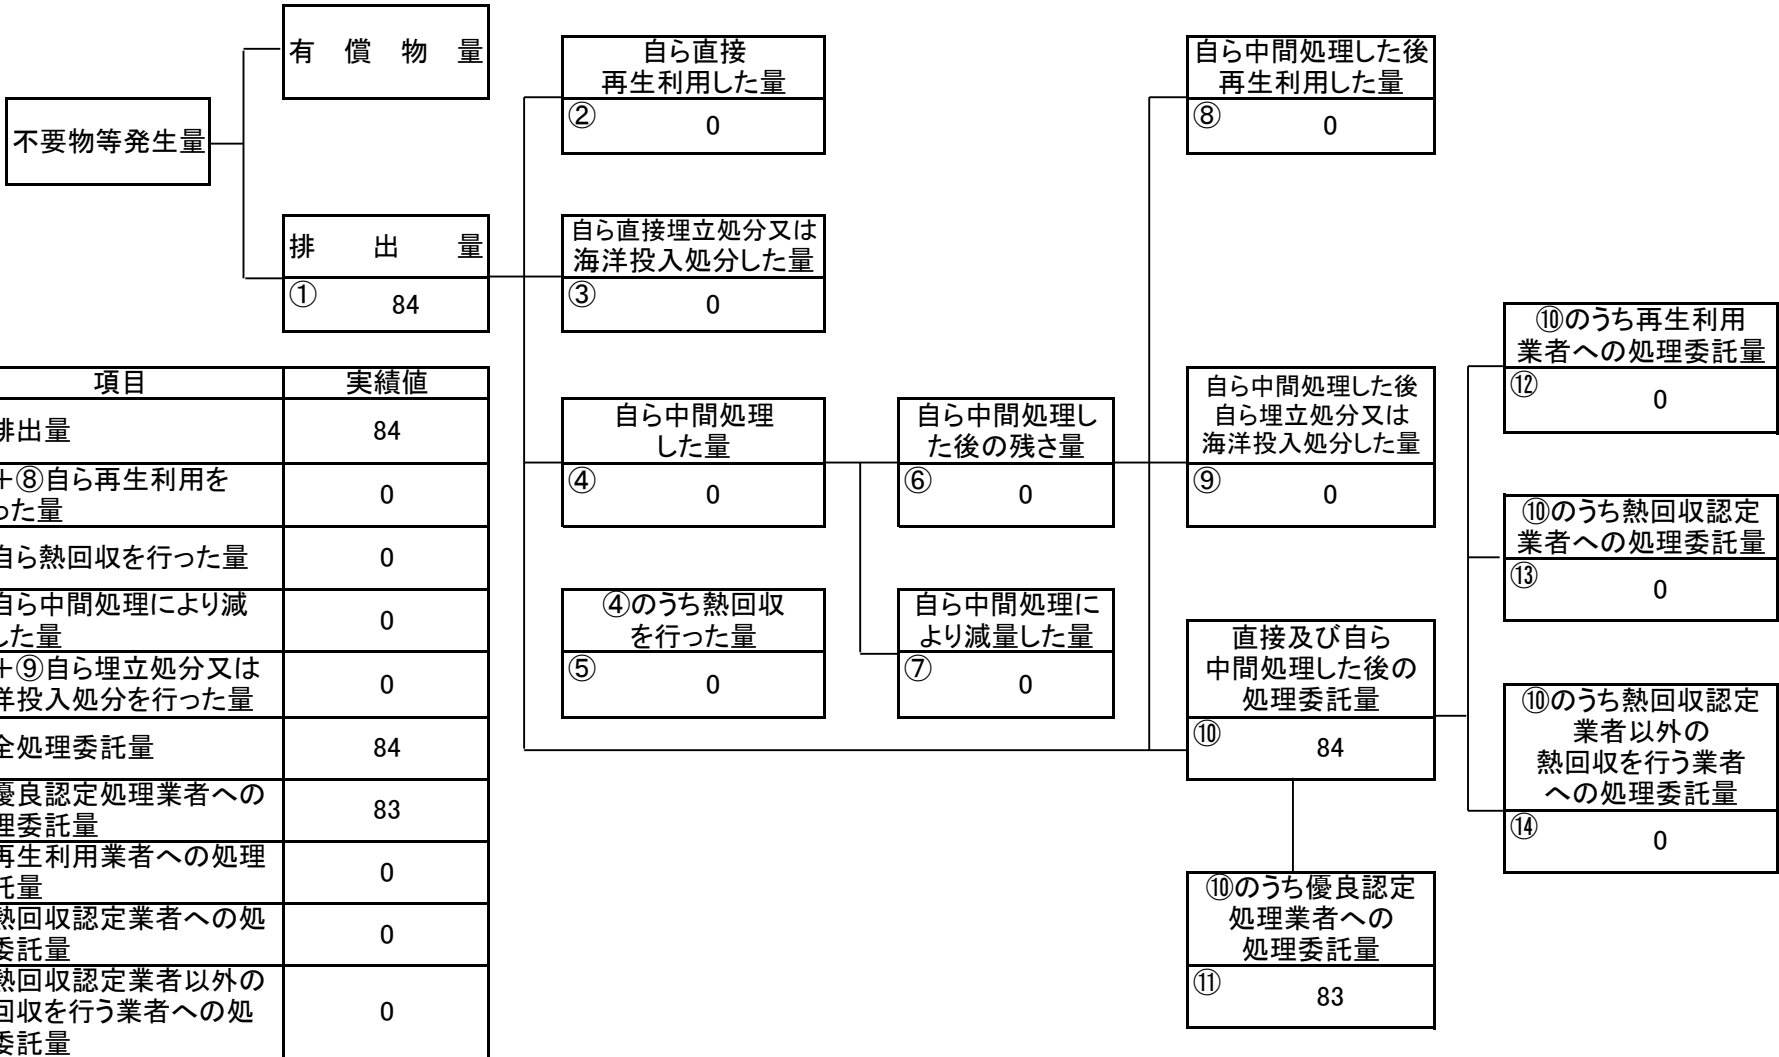 有 償 物 量
不要物等発生量
排 出 量
① 84
自ら直接
再生利用した量
② 0
自ら直接埋立処分又は
海洋投入処分した量
③ 0
自ら中間処理
した量
④ 0
④のうち熱回収
を行った量
⑤ 0
自ら中間処理し
た後の残さ量
⑥ 0
自ら中間処理に
より減量した量
⑦ 0
自ら中間処理した後
再生利用した量
⑧ 0
自ら中間処理した後
自ら埋立処分又は
海洋投入処分した量
⑨ 0
直接及び自ら
中間処理した後の
処理委託量
⑩ 84
⑩のうち優良認定
処理業者への
処理委託量
⑪ 83
⑩のうち再生利用
業者への処理委託量
⑫ 0
⑩のうち熱回収認定
業者への処理委託量
⑬ 0
⑩のうち熱回収認定
業者以外の
熱回収を行う業者
への処理委託量
⑭ 0
項目 実績値
排出量 84
+⑧自ら再生利用を
った量 0
自ら熱回収を行った量 0
自ら中間処理により減
した量 0
+⑨自ら埋立処分又は
洋投入処分を行った量 0
全処理委託量 84
優良認定処理業者への
理委託量 83
再生利用業者への処理
託量 0
熱回収認定業者への処
委託量 0
熱回収認定業者以外の
回収を行う業者への処
委託量 0